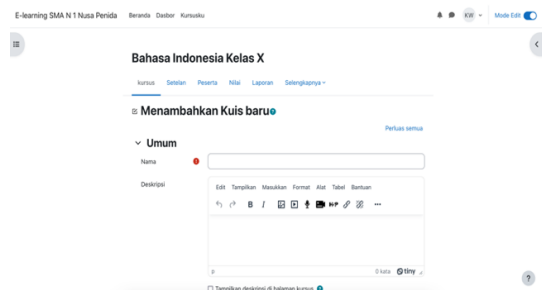 E-learning SMA N 1 Nusa Penida Beranda Dasbor Kursusku KW Mode Edit
Bahasa Indonesia Kelas X
kursus Setelan Peserta Nilai Laporan Selengkapnya
Menambahkan Kuis baru
Perluas semua
Umum
Nama
Deskripsi
Edit Tampilkan Masukkan Format Alat Tabel Bantuan
B I H-P ...
p 0 kata tiny
Tampilkan deskripsi di halaman kursus
?